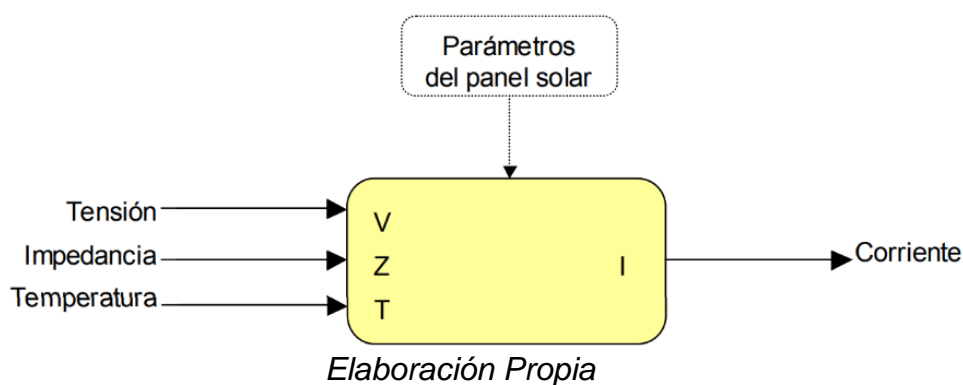 Parámetros
del panel solar
Tensión
V
Impedancia
Z
I
Corriente
Temperatura
T
Elaboración Propia